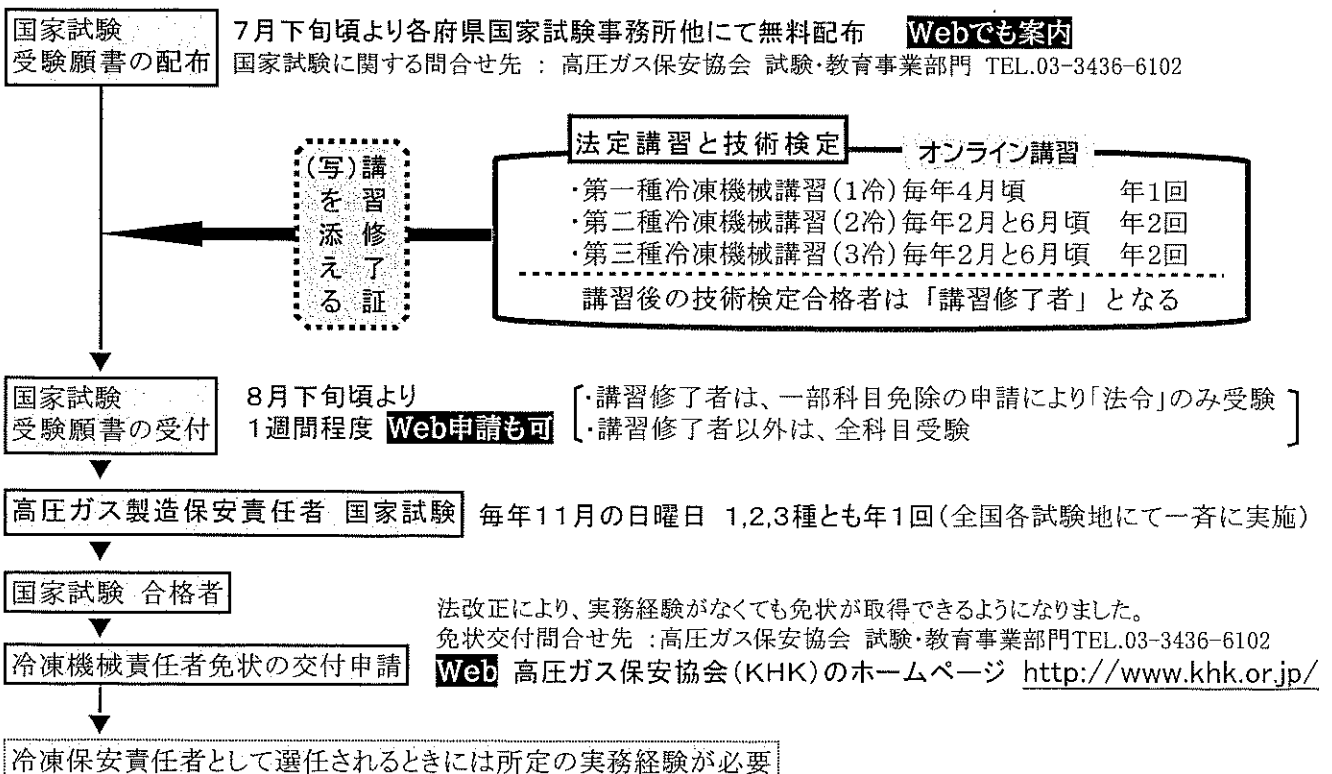 国家試験
受験願書の配布
7月下旬頃より各府県国家試験事務所他にて無料配布 Webでも案内
国家試験に関する問合せ先 : 高圧ガス保安協会 試験・教育事業部門 TEL.03-3436-6102
講習修了証
(写)を添える
法定講習と技術検定
オンライン講習
・第一種冷凍機械講習(1冷)毎年4月頃 年1回
・第二種冷凍機械講習(2冷)毎年2月と6月頃 年2回
・第三種冷凍機械講習(3冷)毎年2月と6月頃 年2回
講習後の技術検定合格者は「講習修了者」となる
国家試験
受験願書の受付
8月下旬頃より
1週間程度 Web申請も可
・講習修了者は、一部科目免除の申請により「法令」のみ受験
・講習修了者以外は、全科目受験
高圧ガス製造保安責任者 国家試験
毎年11月の日曜日 1,2,3種とも年1回(全国各試験地にて一斉に実施)
国家試験 合格者
法改正により、実務経験がなくても免状が取得できるようになりました。
免状交付問合せ先 :高圧ガス保安協会 試験・教育事業部門TEL.03-3436-6102
冷凍機械責任者免状の交付申請
Web 高圧ガス保安協会(KHK)のホームページ http://www.khk.or.jp/
冷凍保安責任者として選任されるときには所定の実務経験が必要